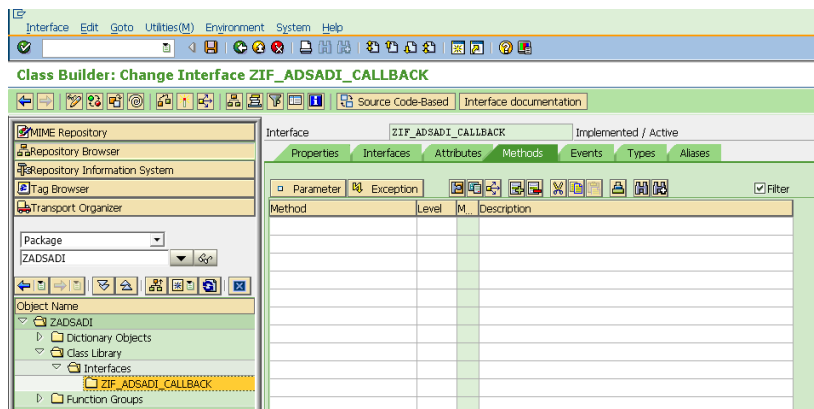 Interface Edit Goto Utilities(M) Environment System Help
Class Builder: Change Interface ZIF_ADSADI_CALLBACK
Source Code-Based Interface documentation
MIME Repository
Repository Browser
Repository Information System
Tag Browser
Transport Organizer
Package
ZADSADI
Object Name
ZADSADI
Dictionary Objects
Class Library
Interfaces
ZIF_ADSADI_CALLBACK
Function Groups
Interface ZIF_ADSADI_CALLBACK Implemented / Active
Properties Interfaces Attributes Methods Events Types Aliases
Parameter Exception Filter
Method Level M... Description